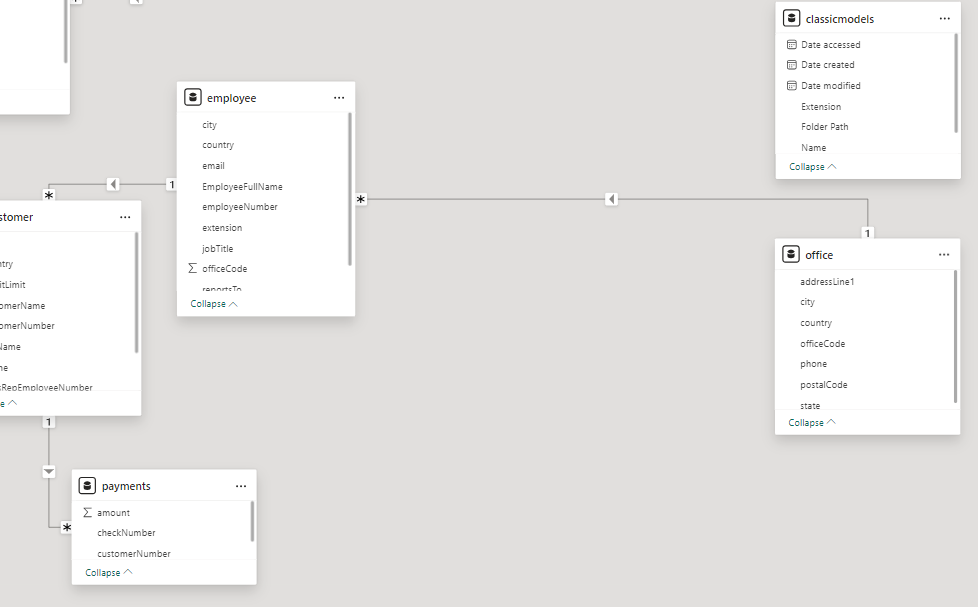 classicmodels
Date accessed
Date created
Date modified
Extension
Folder Path
Name
Collapse
employee
city
country
email
EmployeeFullName
employeeNumber
extension
jobTitle
officeCode
reportsTo
Collapse
1
*
*
1
stomer
ntry
itLimit
omerName
omerNumber
Name
ne
sRepEmployeeNumber
e
1
*
office
addressLine1
city
country
officeCode
phone
postalCode
state
Collapse
payments
amount
checkNumber
customerNumber
Collapse